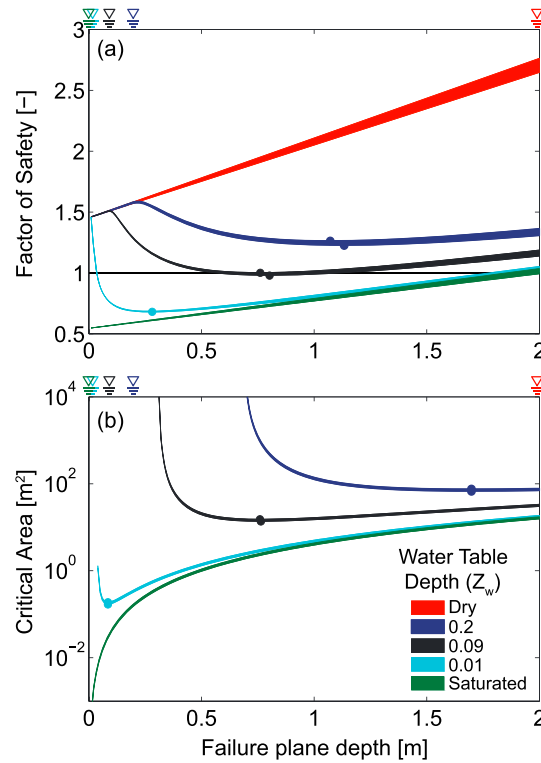 3
(a)
2.5
2
1.5
1
0.5
Factor of Safety [–]
0
0.5
1
1.5
2
(b)
10^4
10^2
10^0
10^-2
Critical Area [m²]
Water Table
Depth (Z_w)
Dry
0.2
0.09
0.01
Saturated
0
0.5
1
1.5
2
Failure plane depth [m]